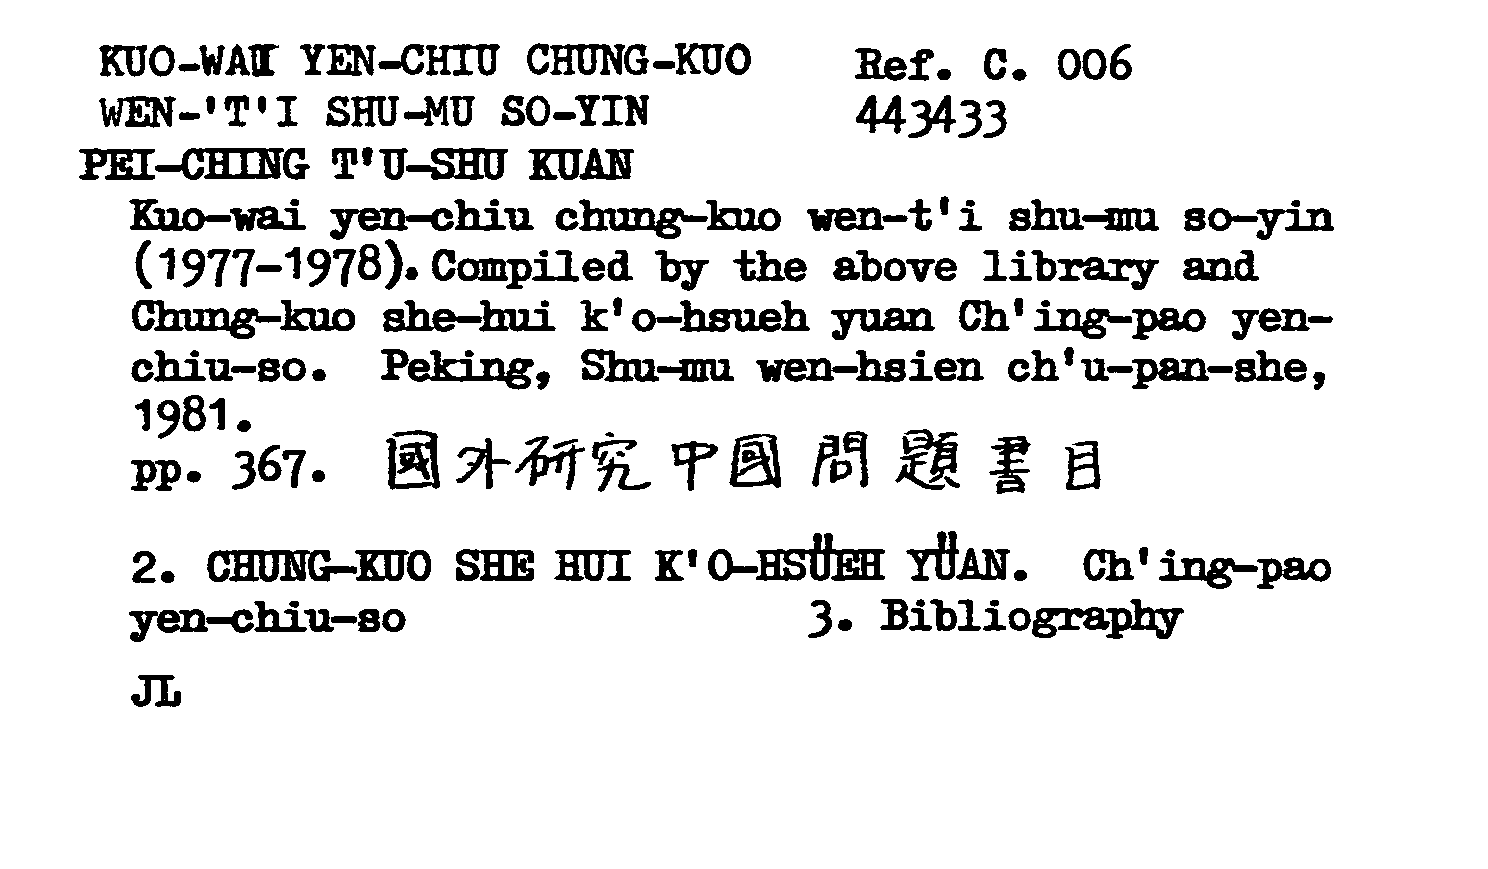 KUO-WAI YEN-CHIU CHUNG-KUO Ref. C. 006
WEN-'T'I SHU-MU SO-YIN 443433
PEI-CHING T'U-SHU KUAN
Kuo-wai yen-chiu chung-kuo wen-t'i shu-mu so-yin
(1977-1978). Compiled by the above library and
Chung-kuo she-hui k'o-hsueh yuan Ch'ing-pao yen-
chiu-so. Peking, Shu-mu wen-hsien ch'u-pan-she,
1981.
pp. 367. 國外研究中國問題書目
2. CHUNG-KUO SHE HUI K'O-HSÜEH YÜAN. Ch'ing-pao
yen-chiu-so 3. Bibliography
JL